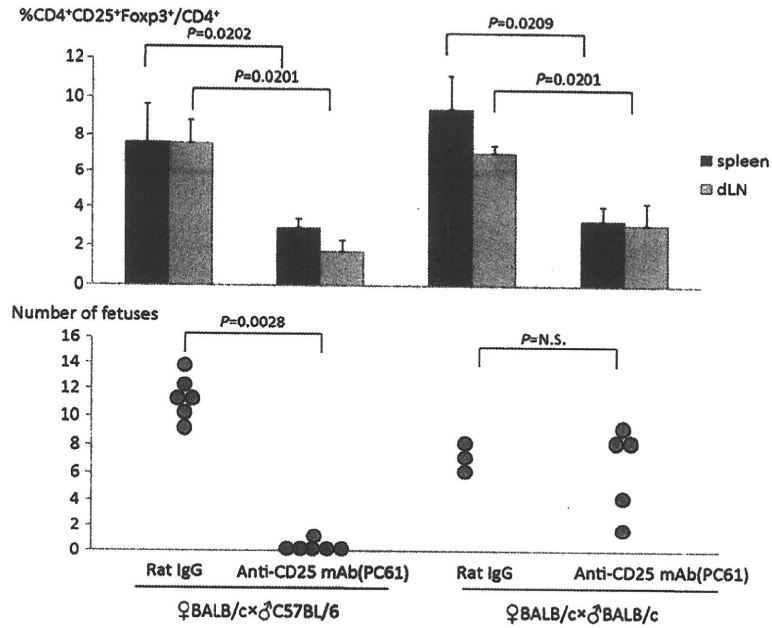 %CD4⁺CD25⁺Foxp3⁺/CD4⁺
P=0.0202
P=0.0209
P=0.0201
P=0.0201
12
10
8
6
4
2
0
spleen
dLN
Number of fetuses
P=0.0028
P=N.S.
16
14
12
10
8
6
4
2
0
Rat IgG Anti-CD25 mAb(PC61) Rat IgG Anti-CD25 mAb(PC61)
♀BALB/c×♂C57BL/6 ♀BALB/c×♂BALB/c